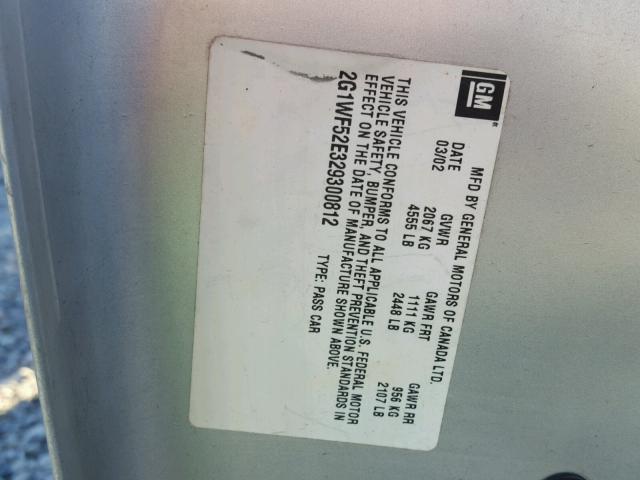 GM®
MFD BY GENERAL MOTORS OF CANADA LTD.
DATE GVWR GAWR FRT GAWR RR
03/02 2067 KG 1111 KG 956 KG
4555 LB 2448 LB 2107 LB
THIS VEHICLE CONFORMS TO ALL APPLICABLE U.S. FEDERAL MOTOR
VEHICLE SAFETY, BUMPER, AND THEFT PREVENTION STANDARDS IN
EFFECT ON THE DATE OF MANUFACTURE SHOWN ABOVE.
2G1WF52E329300812 TYPE: PASS CAR